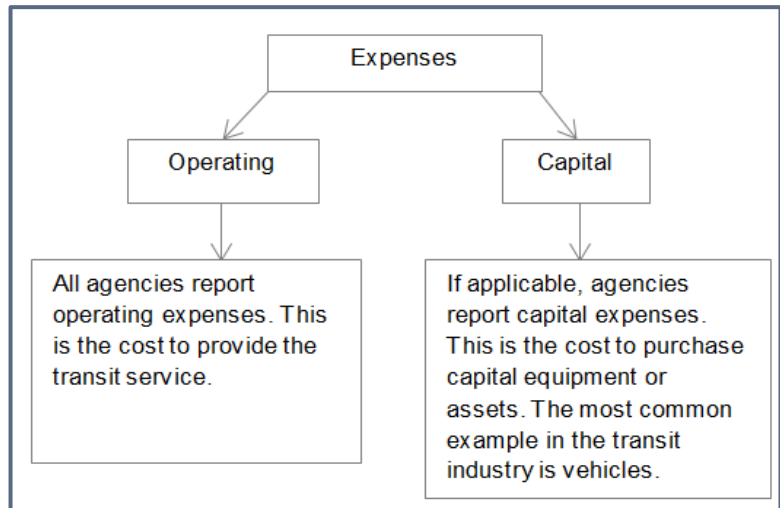 Expenses
Operating
Capital
All agencies report
operating expenses. This
is the cost to provide the
transit service.
If applicable, agencies
report capital expenses.
This is the cost to purchase
capital equipment or
assets. The most common
example in the transit
industry is vehicles.